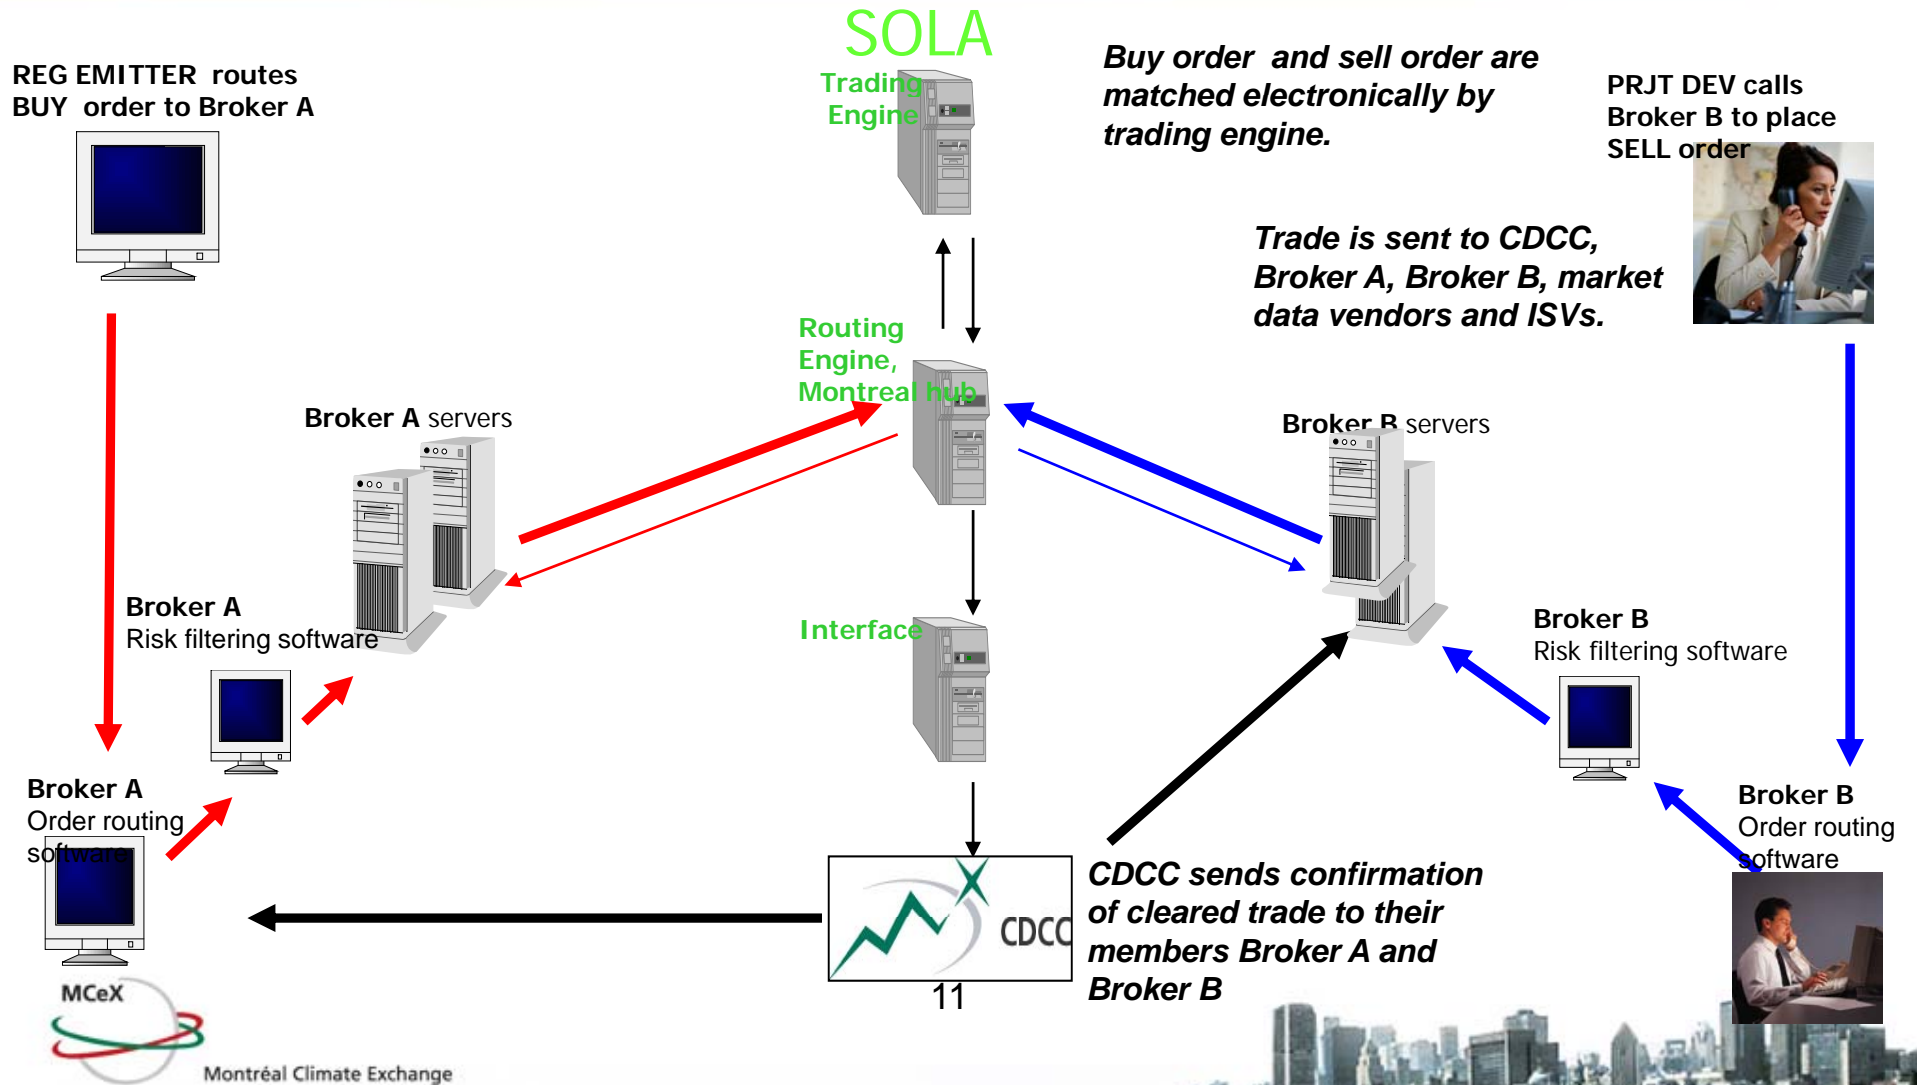 SOLA
REG EMITTER routes
BUY order to Broker A
Trading
Engine
Buy order and sell order are
matched electronically by
trading engine.
PRJT DEV calls
Broker B to place
SELL order
Trade is sent to CDCC,
Broker A, Broker B, market
data vendors and ISVs.
Routing
Engine,
Montreal hub
Broker A servers
Broker B servers
Broker A
Risk filtering software
Interface
Broker B
Risk filtering software
Broker A
Order routing
software
Broker B
Order routing
software
CDCC
CDCC sends confirmation
of cleared trade to their
members Broker A and
Broker B
11
MCeX
Montréal Climate Exchange